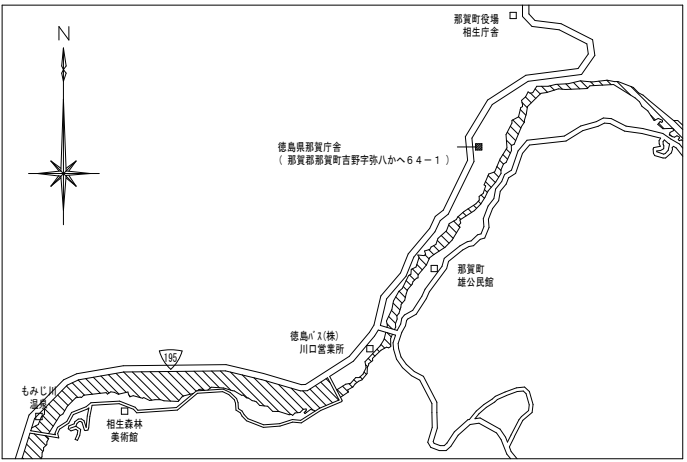 那賀町役場
相生庁舎
N
徳島県那賀庁舎
( 那賀郡那賀町吉野字弥八かへ64-1 )
那賀町
雄公民館
徳島バス(株)
川口営業所
195
もみじ川
温泉
相生森林
美術館